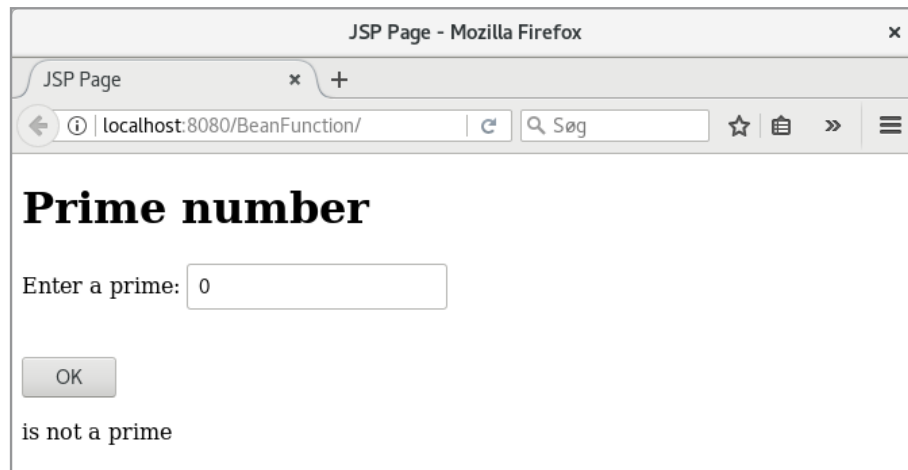 JSP Page - Mozilla Firefox
JSP Page
localhost:8080/BeanFunction/
Søg
Prime number
Enter a prime: 0
OK
is not a prime